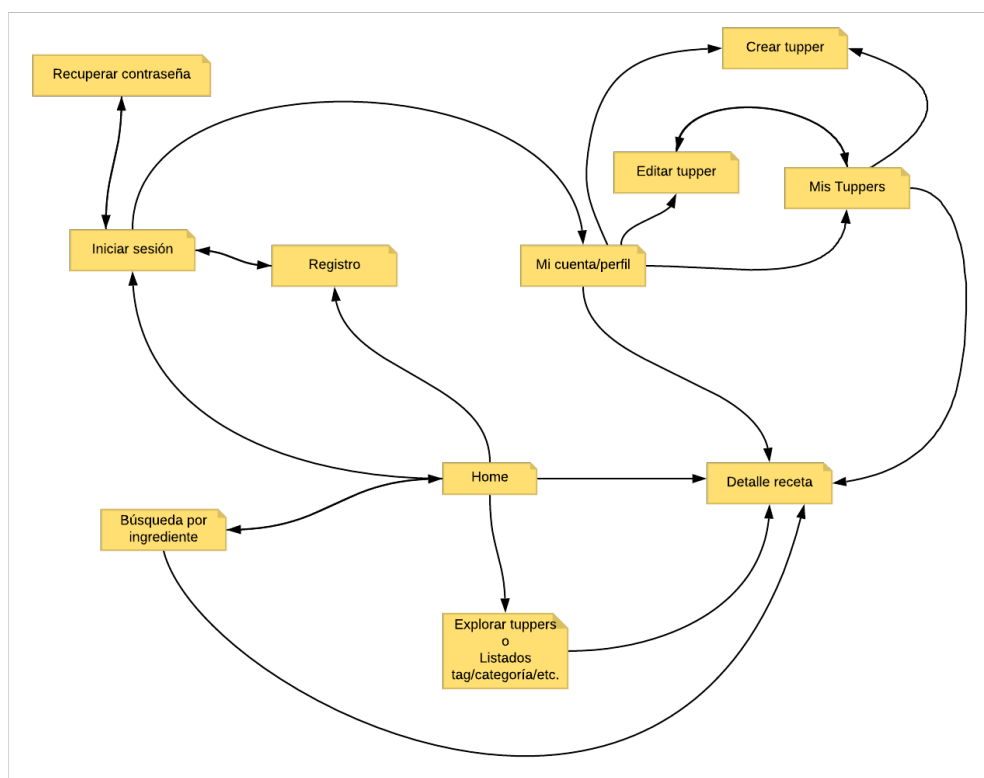 Crear tupper
Recuperar contraseña
Editar tupper
Mis Tuppers
Iniciar sesión
Registro
Mi cuenta/perfil
Home
Detalle receta
Búsqueda por
ingrediente
Explorar tuppers
o
Listados
tag/categoría/etc.